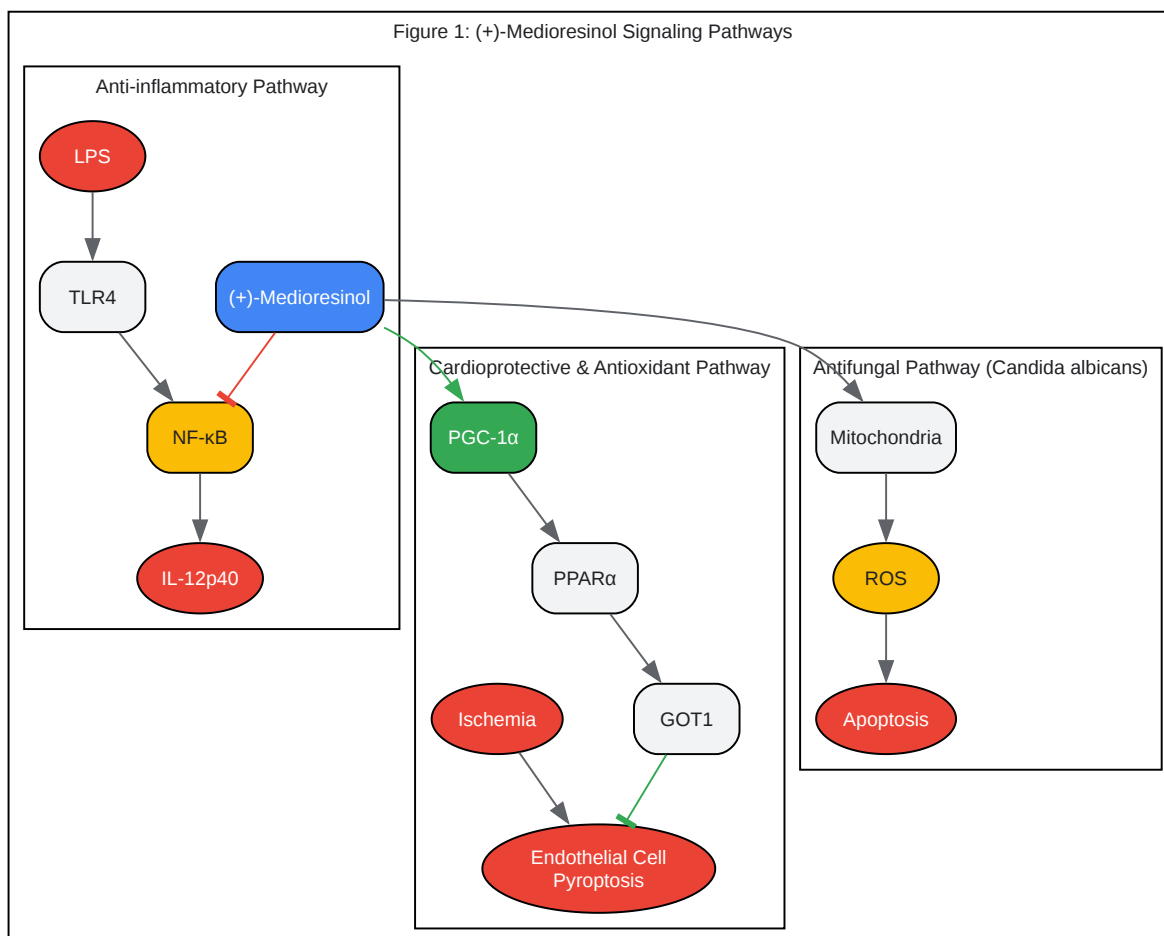 Figure 1: (+)-Medioresinol Signaling Pathways
Anti-inflammatory Pathway
LPS
TLR4
(+)-Medioresinol
NF-κB
IL-12p40
Cardioprotective & Antioxidant Pathway
PGC-1α
PPARα
Ischemia
GOT1
Endothelial Cell
Pyroptosis
Antifungal Pathway (Candida albicans)
Mitochondria
ROS
Apoptosis